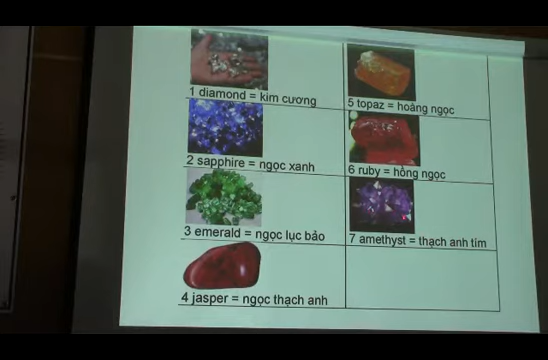 1 diamond = kim cương
2 sapphire = ngọc xanh
3 emerald = ngọc lục bảo
4 jasper = ngọc thạch anh
5 topaz = hoàng ngọc
6 ruby = hồng ngọc
7 amethyst = thạch anh tím